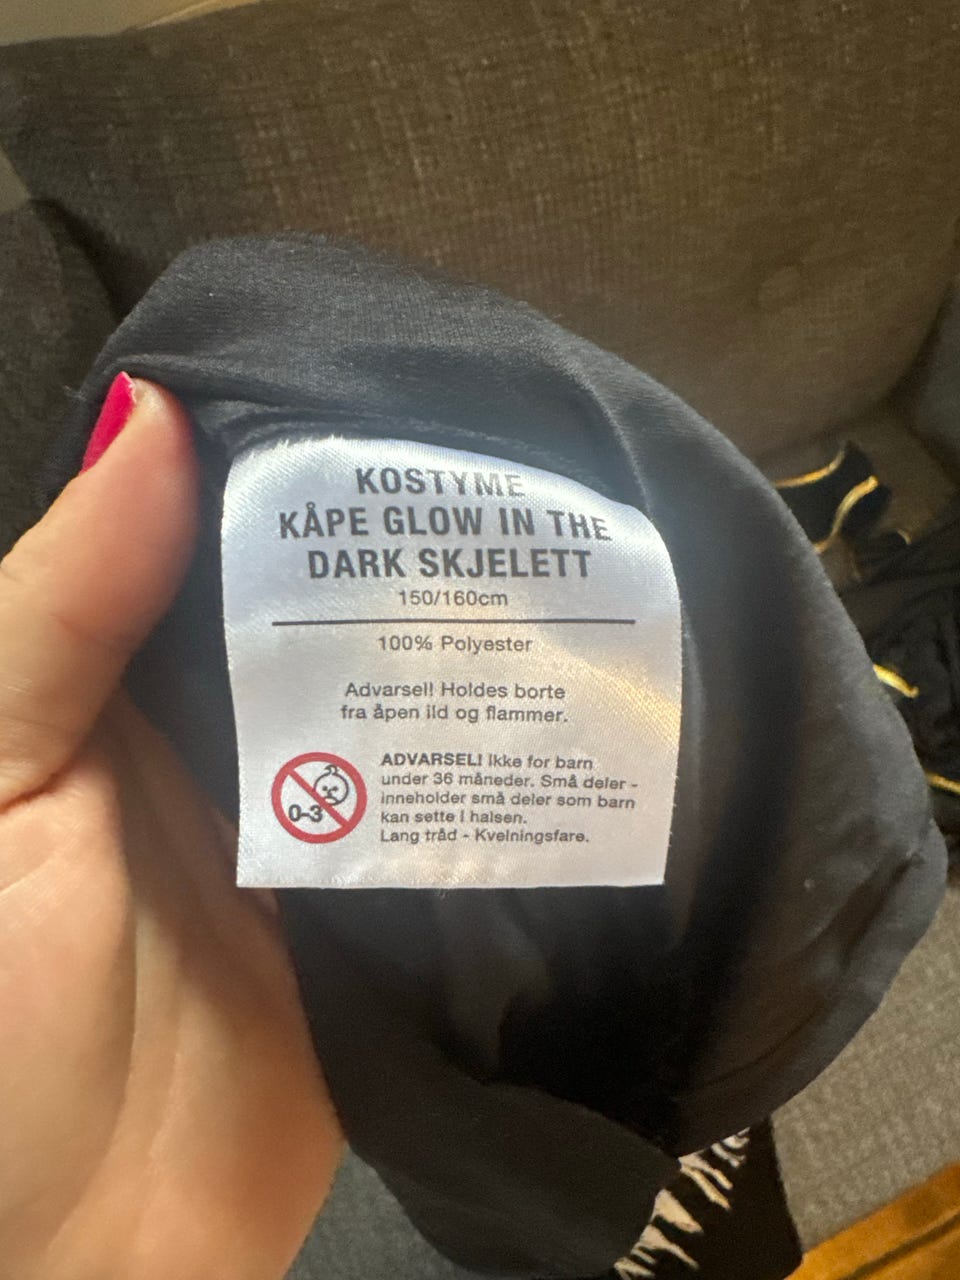 KOSTYME
KÅPE GLOW IN THE
DARK SKJELETT
150/160cm
100% Polyester
Advarsel! Holdes borte
fra åpen ild og flammer.
ADVARSEL! Ikke for barn
under 36 måneder. Små deler -
inneholder små deler som barn
kan sette i halsen.
Lang tråd - Kvelningsfare.
0-3